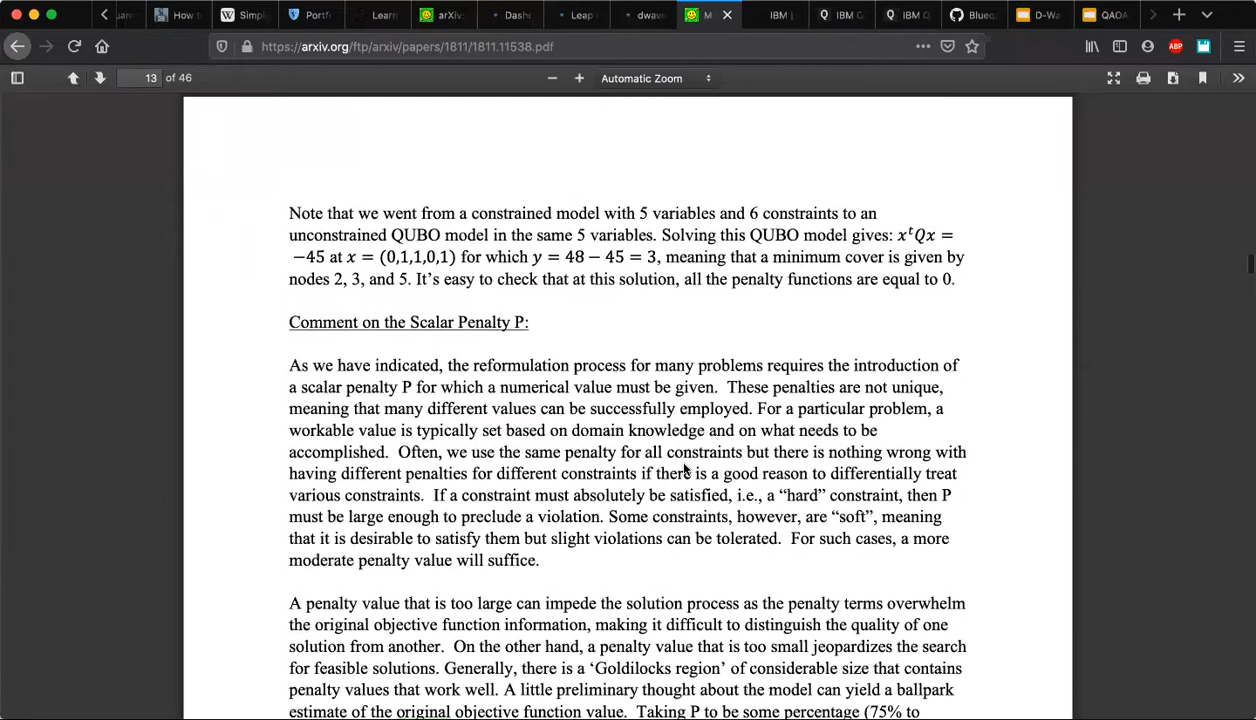 How t
Simpl
Portf
Learn
arXiv:
Dash
Leap
dwave
M
IBM |
IBM Q
IBM Q
Blueq
D-Wa
QAOA
https://arxiv.org/ftp/arxiv/papers/1811/1811.11538.pdf
ABP
13 of 46
Automatic Zoom
Note that we went from a constrained model with 5 variables and 6 constraints to an
unconstrained QUBO model in the same 5 variables. Solving this QUBO model gives: xᵗQx =
−45 at x = (0,1,1,0,1) for which y = 48 − 45 = 3, meaning that a minimum cover is given by
nodes 2, 3, and 5. It’s easy to check that at this solution, all the penalty functions are equal to 0.
Comment on the Scalar Penalty P:
As we have indicated, the reformulation process for many problems requires the introduction of
a scalar penalty P for which a numerical value must be given. These penalties are not unique,
meaning that many different values can be successfully employed. For a particular problem, a
workable value is typically set based on domain knowledge and on what needs to be
accomplished. Often, we use the same penalty for all constraints but there is nothing wrong with
having different penalties for different constraints if there is a good reason to differentially treat
various constraints. If a constraint must absolutely be satisfied, i.e., a “hard” constraint, then P
must be large enough to preclude a violation. Some constraints, however, are “soft”, meaning
that it is desirable to satisfy them but slight violations can be tolerated. For such cases, a more
moderate penalty value will suffice.
A penalty value that is too large can impede the solution process as the penalty terms overwhelm
the original objective function information, making it difficult to distinguish the quality of one
solution from another. On the other hand, a penalty value that is too small jeopardizes the search
for feasible solutions. Generally, there is a ‘Goldilocks region’ of considerable size that contains
penalty values that work well. A little preliminary thought about the model can yield a ballpark
estimate of the original objective function value. Taking P to be some percentage (75% to